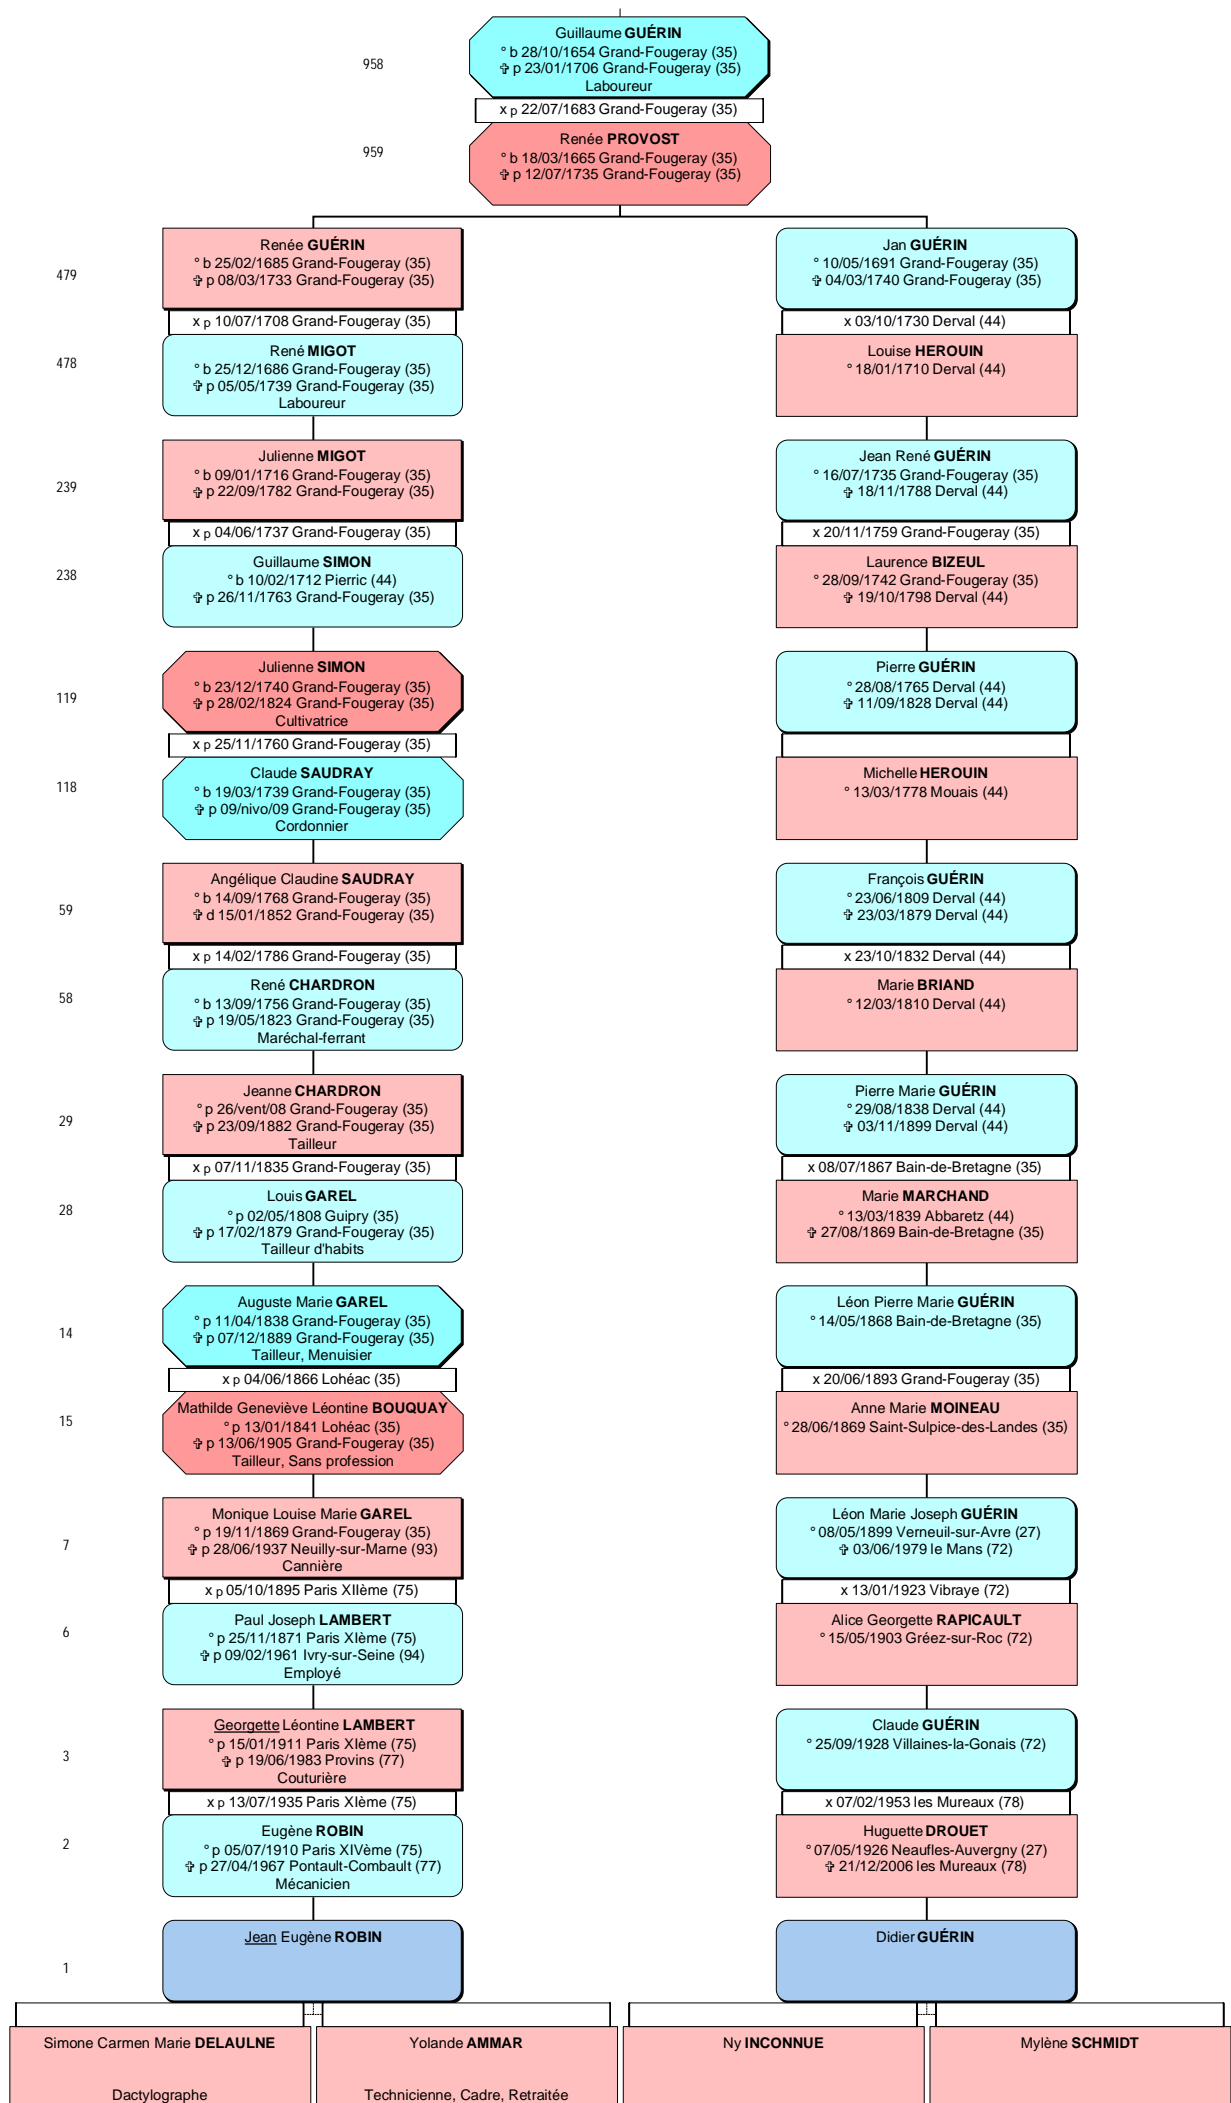 958
Guillaume GUÉRIN
° b 28/10/1654 Grand-Fougeray (35)
✞ p 23/01/1706 Grand-Fougeray (35)
Laboureur
x p 22/07/1683 Grand-Fougeray (35)
959
Renée PROVOST
° b 18/03/1665 Grand-Fougeray (35)
✞ p 12/07/1735 Grand-Fougeray (35)
479
Renée GUÉRIN
° b 25/02/1685 Grand-Fougeray (35)
✞ p 08/03/1733 Grand-Fougeray (35)
x p 10/07/1708 Grand-Fougeray (35)
Jan GUÉRIN
° 10/05/1691 Grand-Fougeray (35)
✞ 04/03/1740 Grand-Fougeray (35)
x 03/10/1730 Derval (44)
478
René MIGOT
° b 25/12/1686 Grand-Fougeray (35)
✞ p 05/05/1739 Grand-Fougeray (35)
Laboureur
Louise HEROUIN
° 18/01/1710 Derval (44)
239
Julienne MIGOT
° b 09/01/1716 Grand-Fougeray (35)
✞ p 22/09/1782 Grand-Fougeray (35)
x p 04/06/1737 Grand-Fougeray (35)
Jean René GUÉRIN
° 16/07/1735 Grand-Fougeray (35)
✞ 18/11/1788 Derval (44)
x 20/11/1759 Grand-Fougeray (35)
238
Guillaume SIMON
° b 10/02/1712 Pierric (44)
✞ p 26/11/1763 Grand-Fougeray (35)
Laurence BIZEUL
° 28/09/1742 Grand-Fougeray (35)
✞ 19/10/1798 Derval (44)
119
Julienne SIMON
° b 23/12/1740 Grand-Fougeray (35)
✞ p 28/02/1824 Grand-Fougeray (35)
Cultivatrice
x p 25/11/1760 Grand-Fougeray (35)
Pierre GUÉRIN
° 28/08/1765 Derval (44)
✞ 11/09/1828 Derval (44)
118
Claude SAUDRAY
° b 19/03/1739 Grand-Fougeray (35)
✞ p 09/nivo/09 Grand-Fougeray (35)
Cordonnier
Michelle HEROUIN
° 13/03/1778 Mouais (44)
59
Angélique Claudine SAUDRAY
° b 14/09/1768 Grand-Fougeray (35)
✞ d 15/01/1852 Grand-Fougeray (35)
x p 14/02/1786 Grand-Fougeray (35)
François GUÉRIN
° 23/06/1809 Derval (44)
✞ 23/03/1879 Derval (44)
x 23/10/1832 Derval (44)
58
René CHARDRON
° b 13/09/1756 Grand-Fougeray (35)
✞ p 19/05/1823 Grand-Fougeray (35)
Maréchal-ferrant
Marie BRIAND
° 12/03/1810 Derval (44)
29
Jeanne CHARDRON
° p 26/vent/08 Grand-Fougeray (35)
✞ p 23/09/1882 Grand-Fougeray (35)
Tailleur
x p 07/11/1835 Grand-Fougeray (35)
Pierre Marie GUÉRIN
° 29/08/1838 Derval (44)
✞ 03/11/1899 Derval (44)
x 08/07/1867 Bain-de-Bretagne (35)
28
Louis GAREL
° p 02/05/1808 Guipry (35)
✞ p 17/02/1879 Grand-Fougeray (35)
Tailleur d'habits
Marie MARCHAND
° 13/03/1839 Abbaretz (44)
✞ 27/08/1869 Bain-de-Bretagne (35)
14
Auguste Marie GAREL
° p 11/04/1838 Grand-Fougeray (35)
✞ p 07/12/1889 Grand-Fougeray (35)
Tailleur, Menuisier
x p 04/06/1866 Lohéac (35)
Léon Pierre Marie GUÉRIN
° 14/05/1868 Bain-de-Bretagne (35)
x 20/06/1893 Grand-Fougeray (35)
15
Mathilde Geneviève Léontine BOUQUAY
° p 13/01/1841 Lohéac (35)
✞ p 13/06/1905 Grand-Fougeray (35)
Tailleur, Sans profession
Anne Marie MOINEAU
° 28/06/1869 Saint-Sulpice-des-Landes (35)
7
Monique Louise Marie GAREL
° p 19/11/1869 Grand-Fougeray (35)
✞ p 28/06/1937 Neuilly-sur-Marne (93)
Cannière
x p 05/10/1895 Paris XIIème (75)
Léon Marie Joseph GUÉRIN
° 08/05/1899 Verneuil-sur-Avre (27)
✞ 03/06/1979 le Mans (72)
x 13/01/1923 Vibraye (72)
6
Paul Joseph LAMBERT
° p 25/11/1871 Paris XIème (75)
✞ p 09/02/1961 Ivry-sur-Seine (94)
Employé
Alice Georgette RAPICAULT
° 15/05/1903 Gréez-sur-Roc (72)
3
Georgette Léontine LAMBERT
° p 15/01/1911 Paris XIème (75)
✞ p 19/06/1983 Provins (77)
Couturière
x p 13/07/1935 Paris XIème (75)
Claude GUÉRIN
° 25/09/1928 Villaines-la-Gonais (72)
x 07/02/1953 les Mureaux (78)
2
Eugène ROBIN
° p 05/07/1910 Paris XIVème (75)
✞ p 27/04/1967 Pontault-Combault (77)
Mécanicien
Huguette DROUET
° 07/05/1926 Neaufles-Auvergny (27)
✞ 21/12/2006 les Mureaux (78)
1
Jean Eugène ROBIN
Didier GUÉRIN
Simone Carmen Marie DELAULNE
Dactylographe
Yolande AMMAR
Technicienne, Cadre, Retraitée
Ny INCONNUE
Mylène SCHMIDT